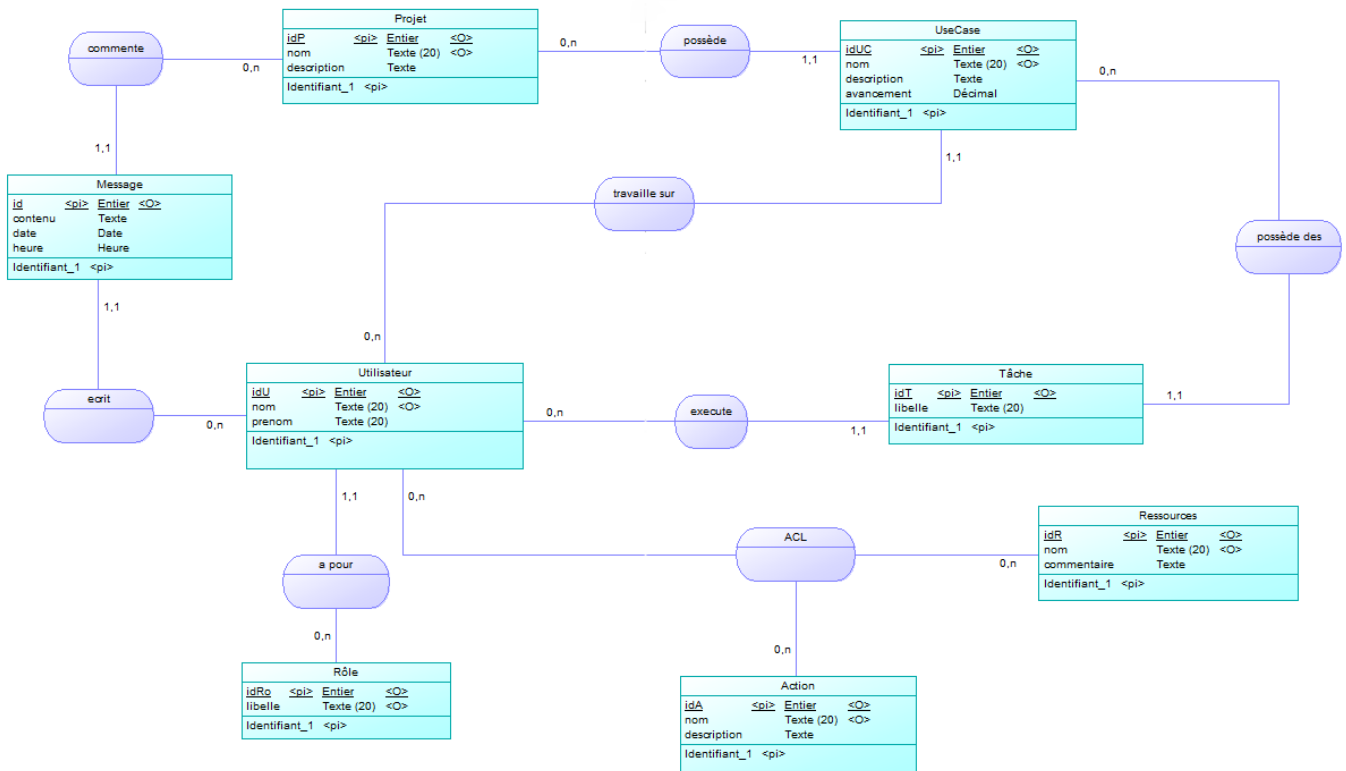 Projet
idP <pi> Entier <O>
nom Texte (20) <O>
description Texte
Identifiant_1 <pi>
commente
0,n
1,1
possède
0,n
1,1
UseCase
idUC <pi> Entier <O>
nom Texte (20) <O>
description Texte
avancement Décimal
Identifiant_1 <pi>
0,n
1,1
Message
id <pi> Entier <O>
contenu Texte
date Date
heure Heure
Identifiant_1 <pi>
1,1
travaille sur
0,n
possède des
1,1
ecrit
0,n
Utilisateur
idU <pi> Entier <O>
nom Texte (20) <O>
prenom Texte (20)
Identifiant_1 <pi>
0,n
execute
1,1
Tâche
idT <pi> Entier <O>
libelle Texte (20)
Identifiant_1 <pi>
1,1
0,n
a pour
0,n
ACL
0,n
0,n
Ressources
idR <pi> Entier <O>
nom Texte (20) <O>
commentaire Texte
Identifiant_1 <pi>
Rôle
idRo <pi> Entier <O>
libelle Texte (20) <O>
Identifiant_1 <pi>
Action
idA <pi> Entier <O>
nom Texte (20) <O>
description Texte
Identifiant_1 <pi>